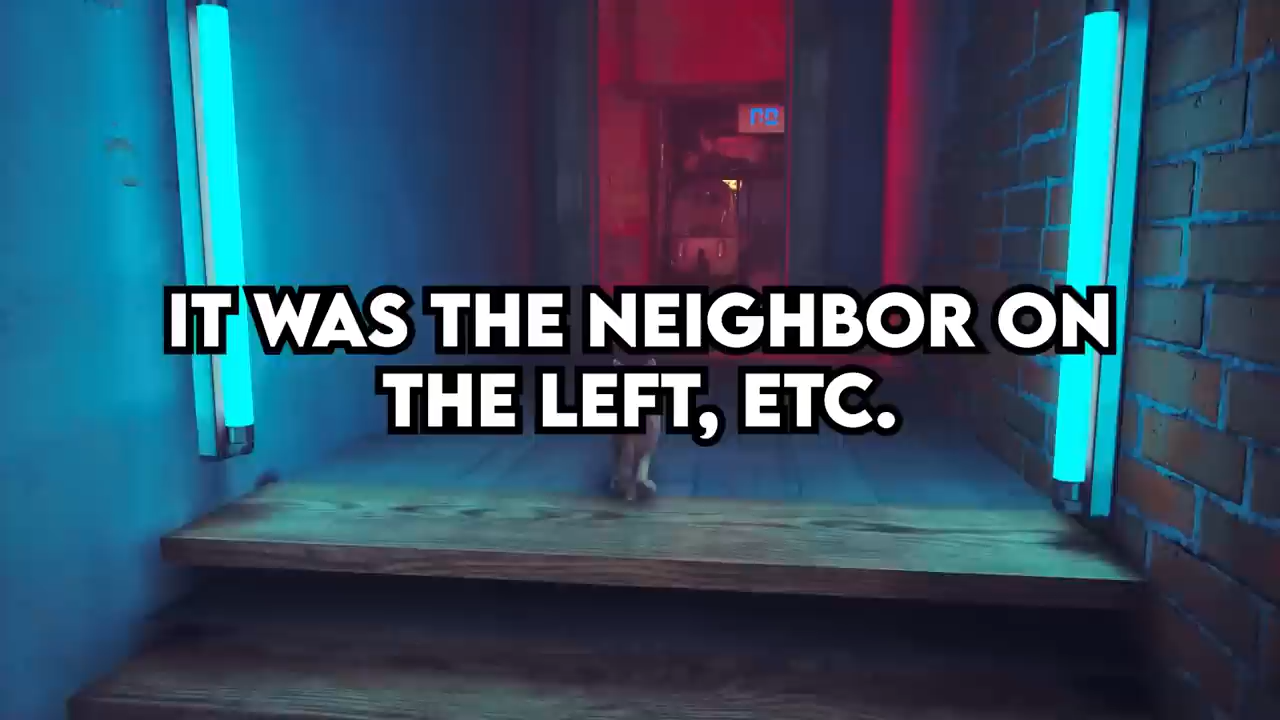 IT WAS THE NEIGHBOR ON
THE LEFT, ETC.